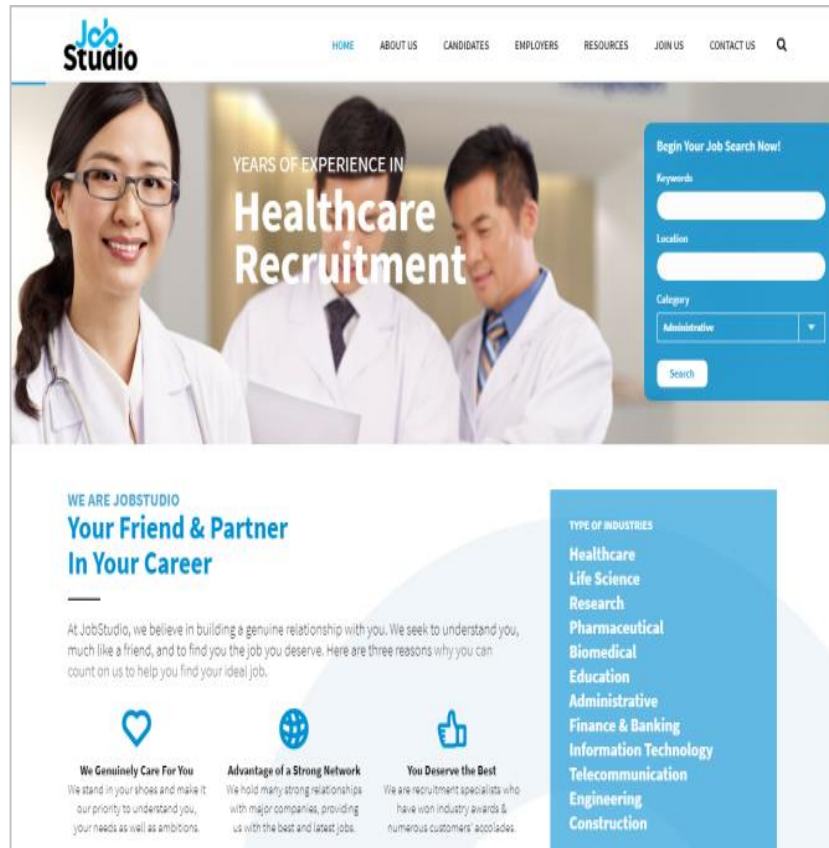 Job
Studio
HOME ABOUT US CANDIDATES EMPLOYERS RESOURCES JOIN US CONTACT US
YEARS OF EXPERIENCE IN
Healthcare
Recruitment
Begin Your Job Search Now!
Keywords
Location
Category
Administrative
Search
WE ARE JOBSTUDIO
Your Friend & Partner
In Your Career
At JobStudio, we believe in building a genuine relationship with you. We seek to understand you,
much like a friend, and to find you the job you deserve. Here are three reasons why you can
count on us to help you find your ideal job.
We Genuinely Care For You
We stand in your shoes and make it
our priority to understand you,
your needs as well as ambitions.
Advantage of a Strong Network
We hold many strong relationships
with major companies, providing
us with the best and latest jobs.
You Deserve the Best
We are recruitment specialists who
have won industry awards &
numerous customers' accolades.
TYPE OF INDUSTRIES
Healthcare
Life Science
Research
Pharmaceutical
Biomedical
Education
Administrative
Finance & Banking
Information Technology
Telecommunication
Engineering
Construction